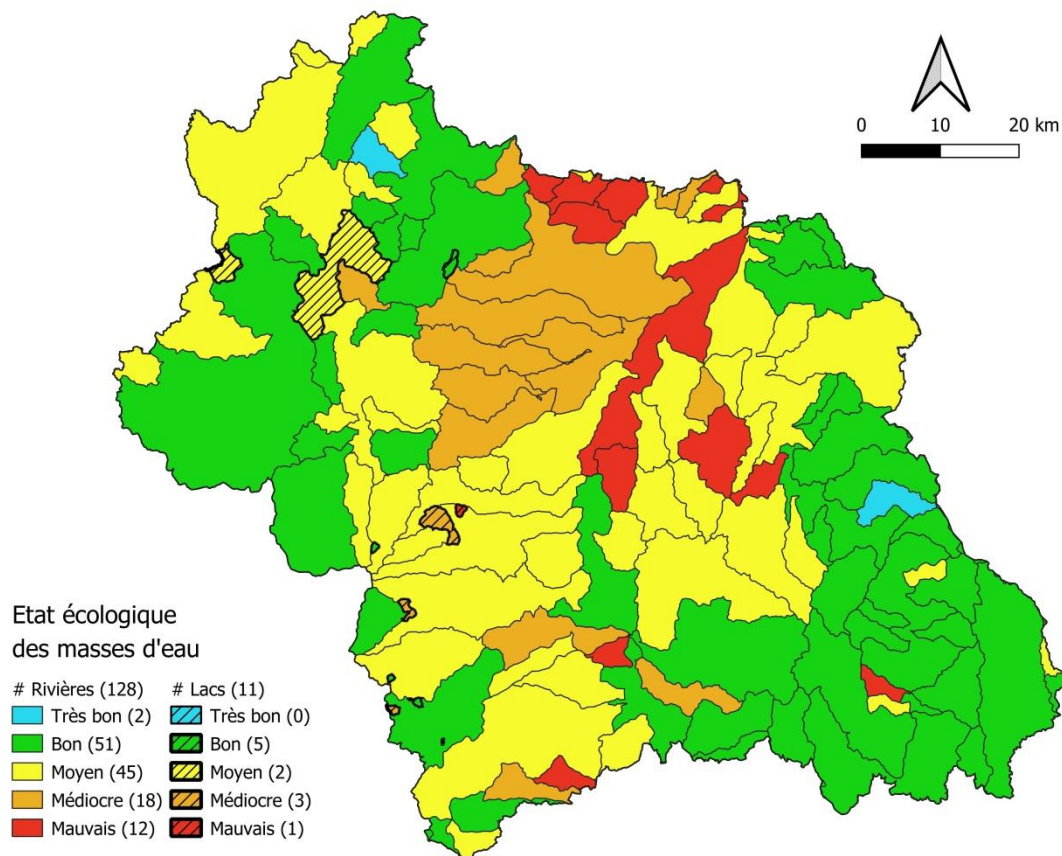 0 10 20 km
Etat écologique
des masses d'eau
# Rivières (128) # Lacs (11)
Très bon (2) Très bon (0)
Bon (51) Bon (5)
Moyen (45) Moyen (2)
Médiocre (18) Médiocre (3)
Mauvais (12) Mauvais (1)